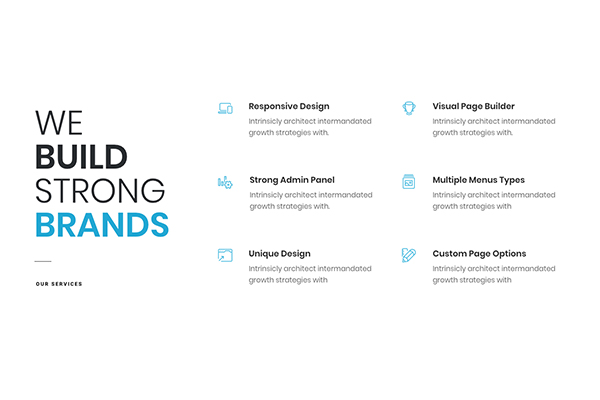 WE
BUILD
STRONG
BRANDS
OUR SERVICES
Responsive Design
Intrinsicly architect intermandated
growth strategies with.
Visual Page Builder
Intrinsicly architect intermandated
growth strategies with.
Strong Admin Panel
Intrinsicly architect intermandated
growth strategies with.
Multiple Menus Types
Intrinsicly architect intermandated
growth strategies with
Unique Design
Intrinsicly architect intermandated
growth strategies with
Custom Page Options
Intrinsicly architect intermandated
growth strategies with